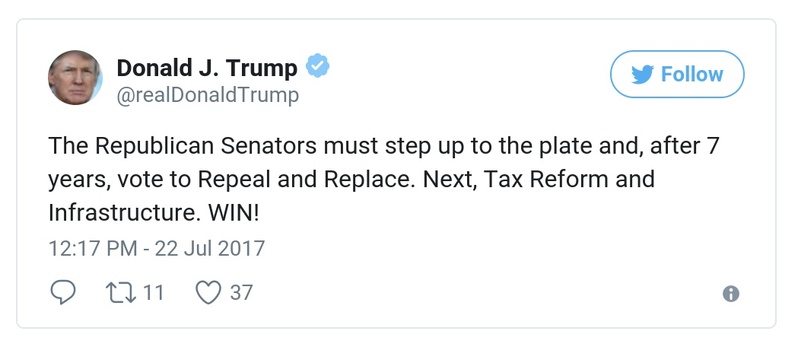 Donald J. Trump
Follow
@realDonaldTrump
The Republican Senators must step up to the plate and, after 7
years, vote to Repeal and Replace. Next, Tax Reform and
Infrastructure. WIN!
12:17 PM - 22 Jul 2017
11 37